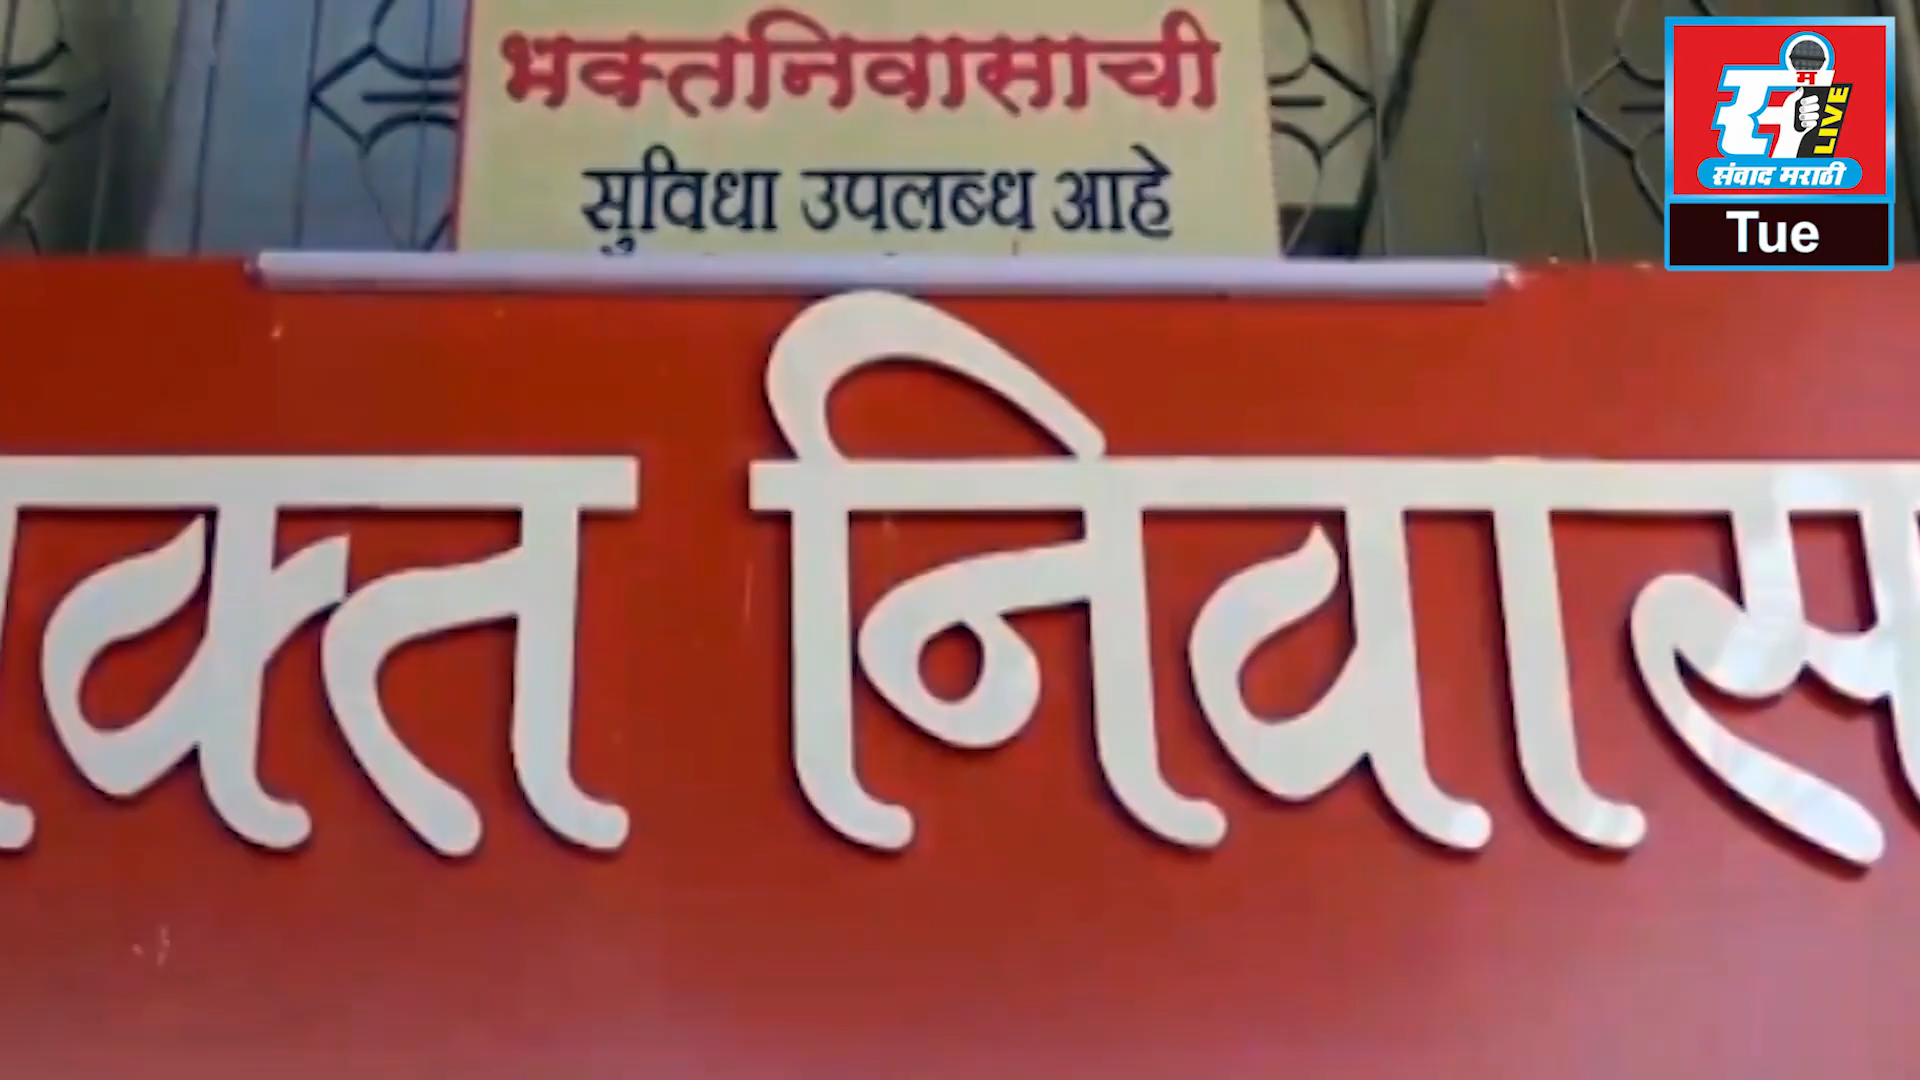 भक्तनिवासाची
सुविधा उपलब्ध आहे
क्त निवास
स म
LIVE
संवाद मराठी
Tue